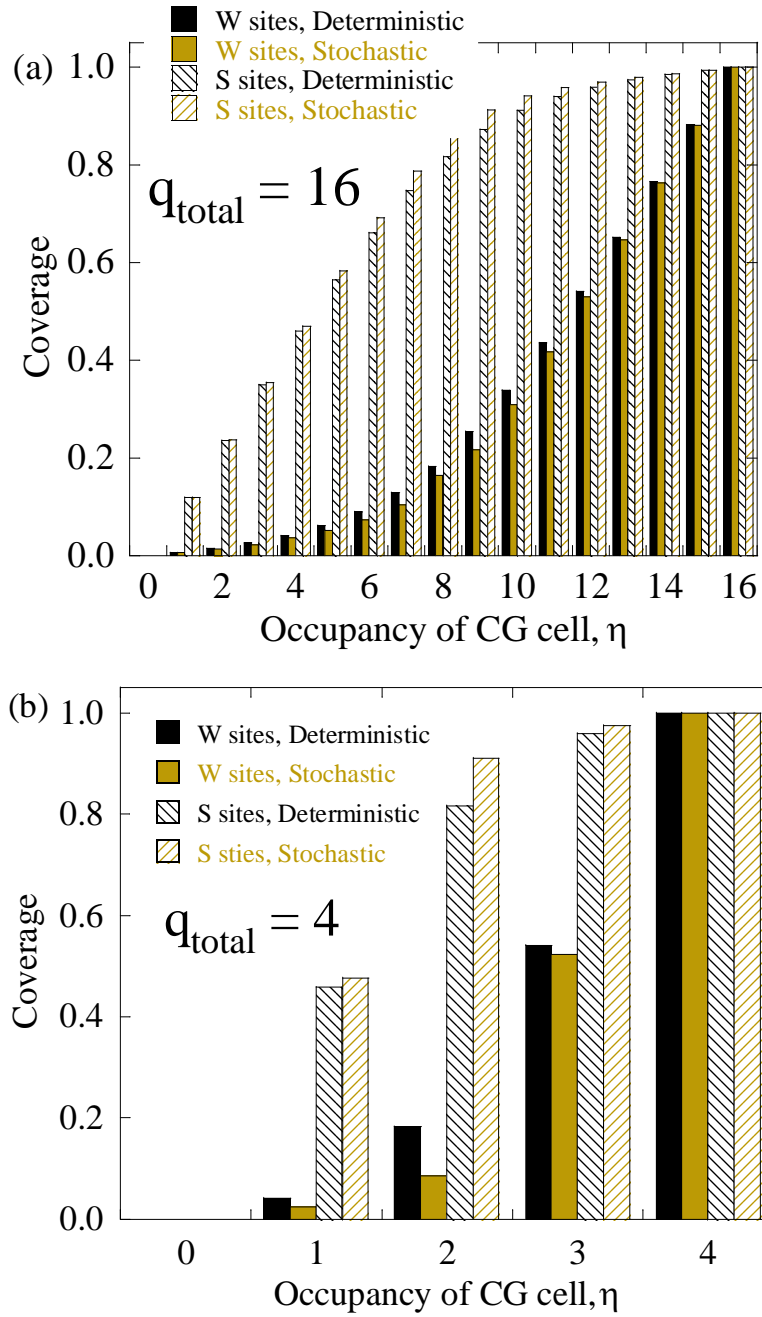 W sites, Deterministic
W sites, Stochastic
S sites, Deterministic
S sites, Stochastic
(a)
1.0
0.8
0.6
0.4
0.2
0.0
q_total = 16
Coverage
0 2 4 6 8 10 12 14 16
Occupancy of CG cell, η
(b)
1.0
0.8
0.6
0.4
0.2
0.0
W sites, Deterministic
W sites, Stochastic
S sites, Deterministic
S sties, Stochastic
q_total = 4
Coverage
0 1 2 3 4
Occupancy of CG cell, η